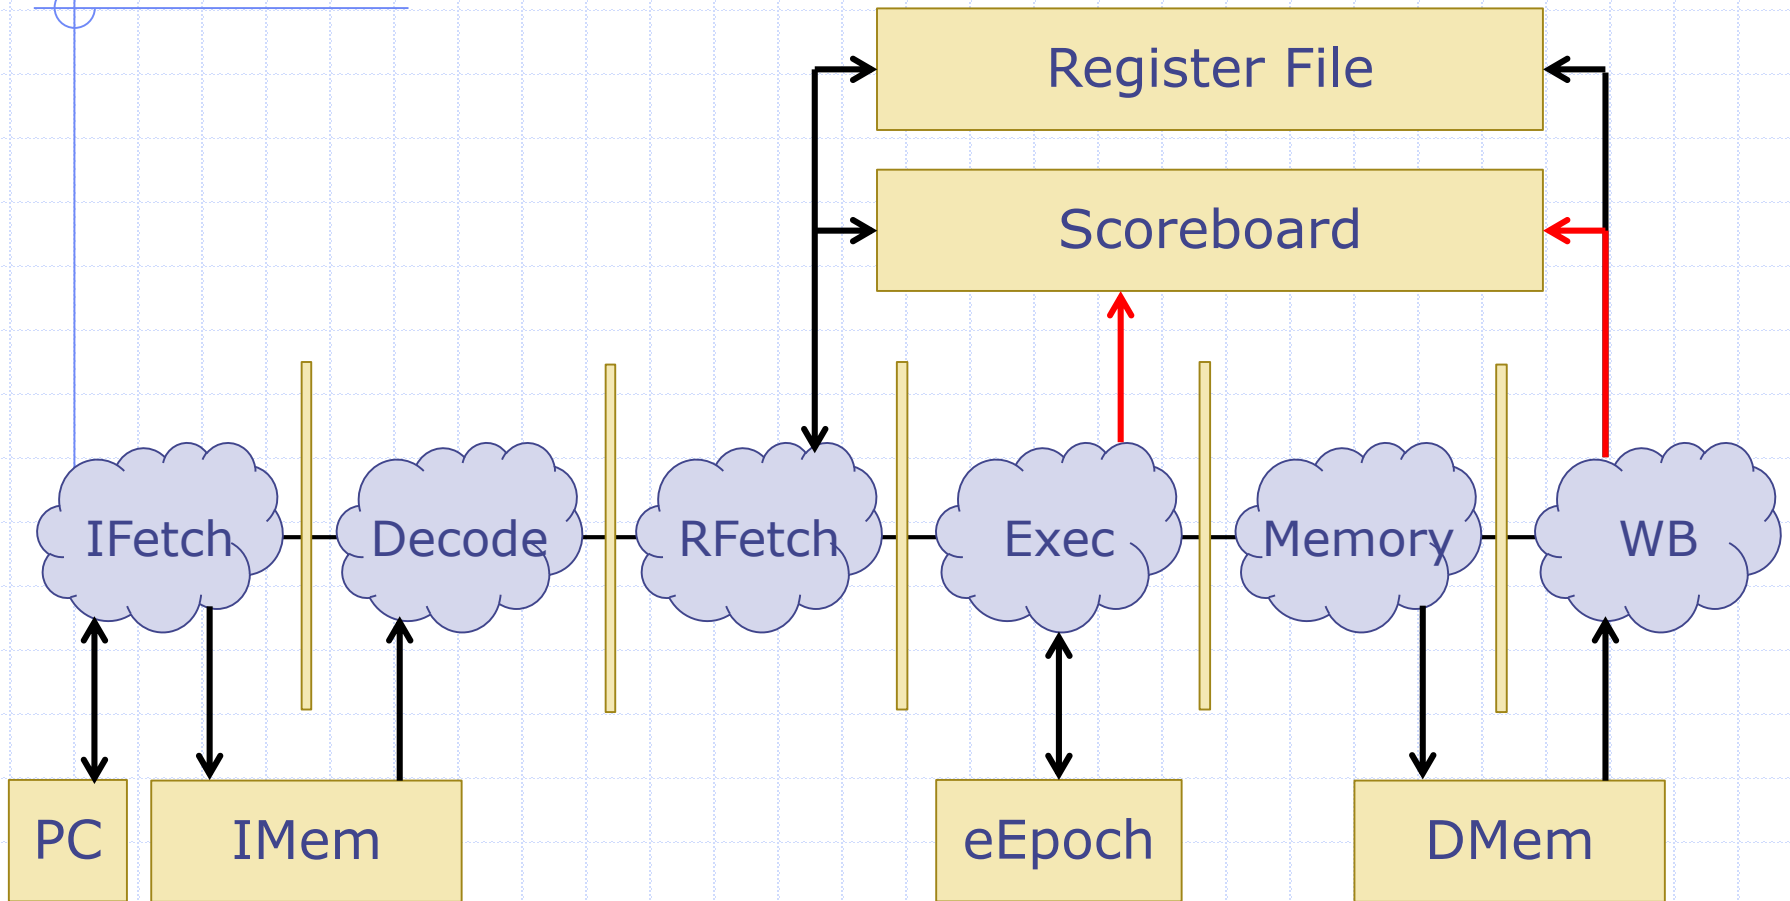 Register File
Scoreboard
IFetch
Decode
RFetch
Exec
Memory
WB
PC
IMem
eEpoch
DMem